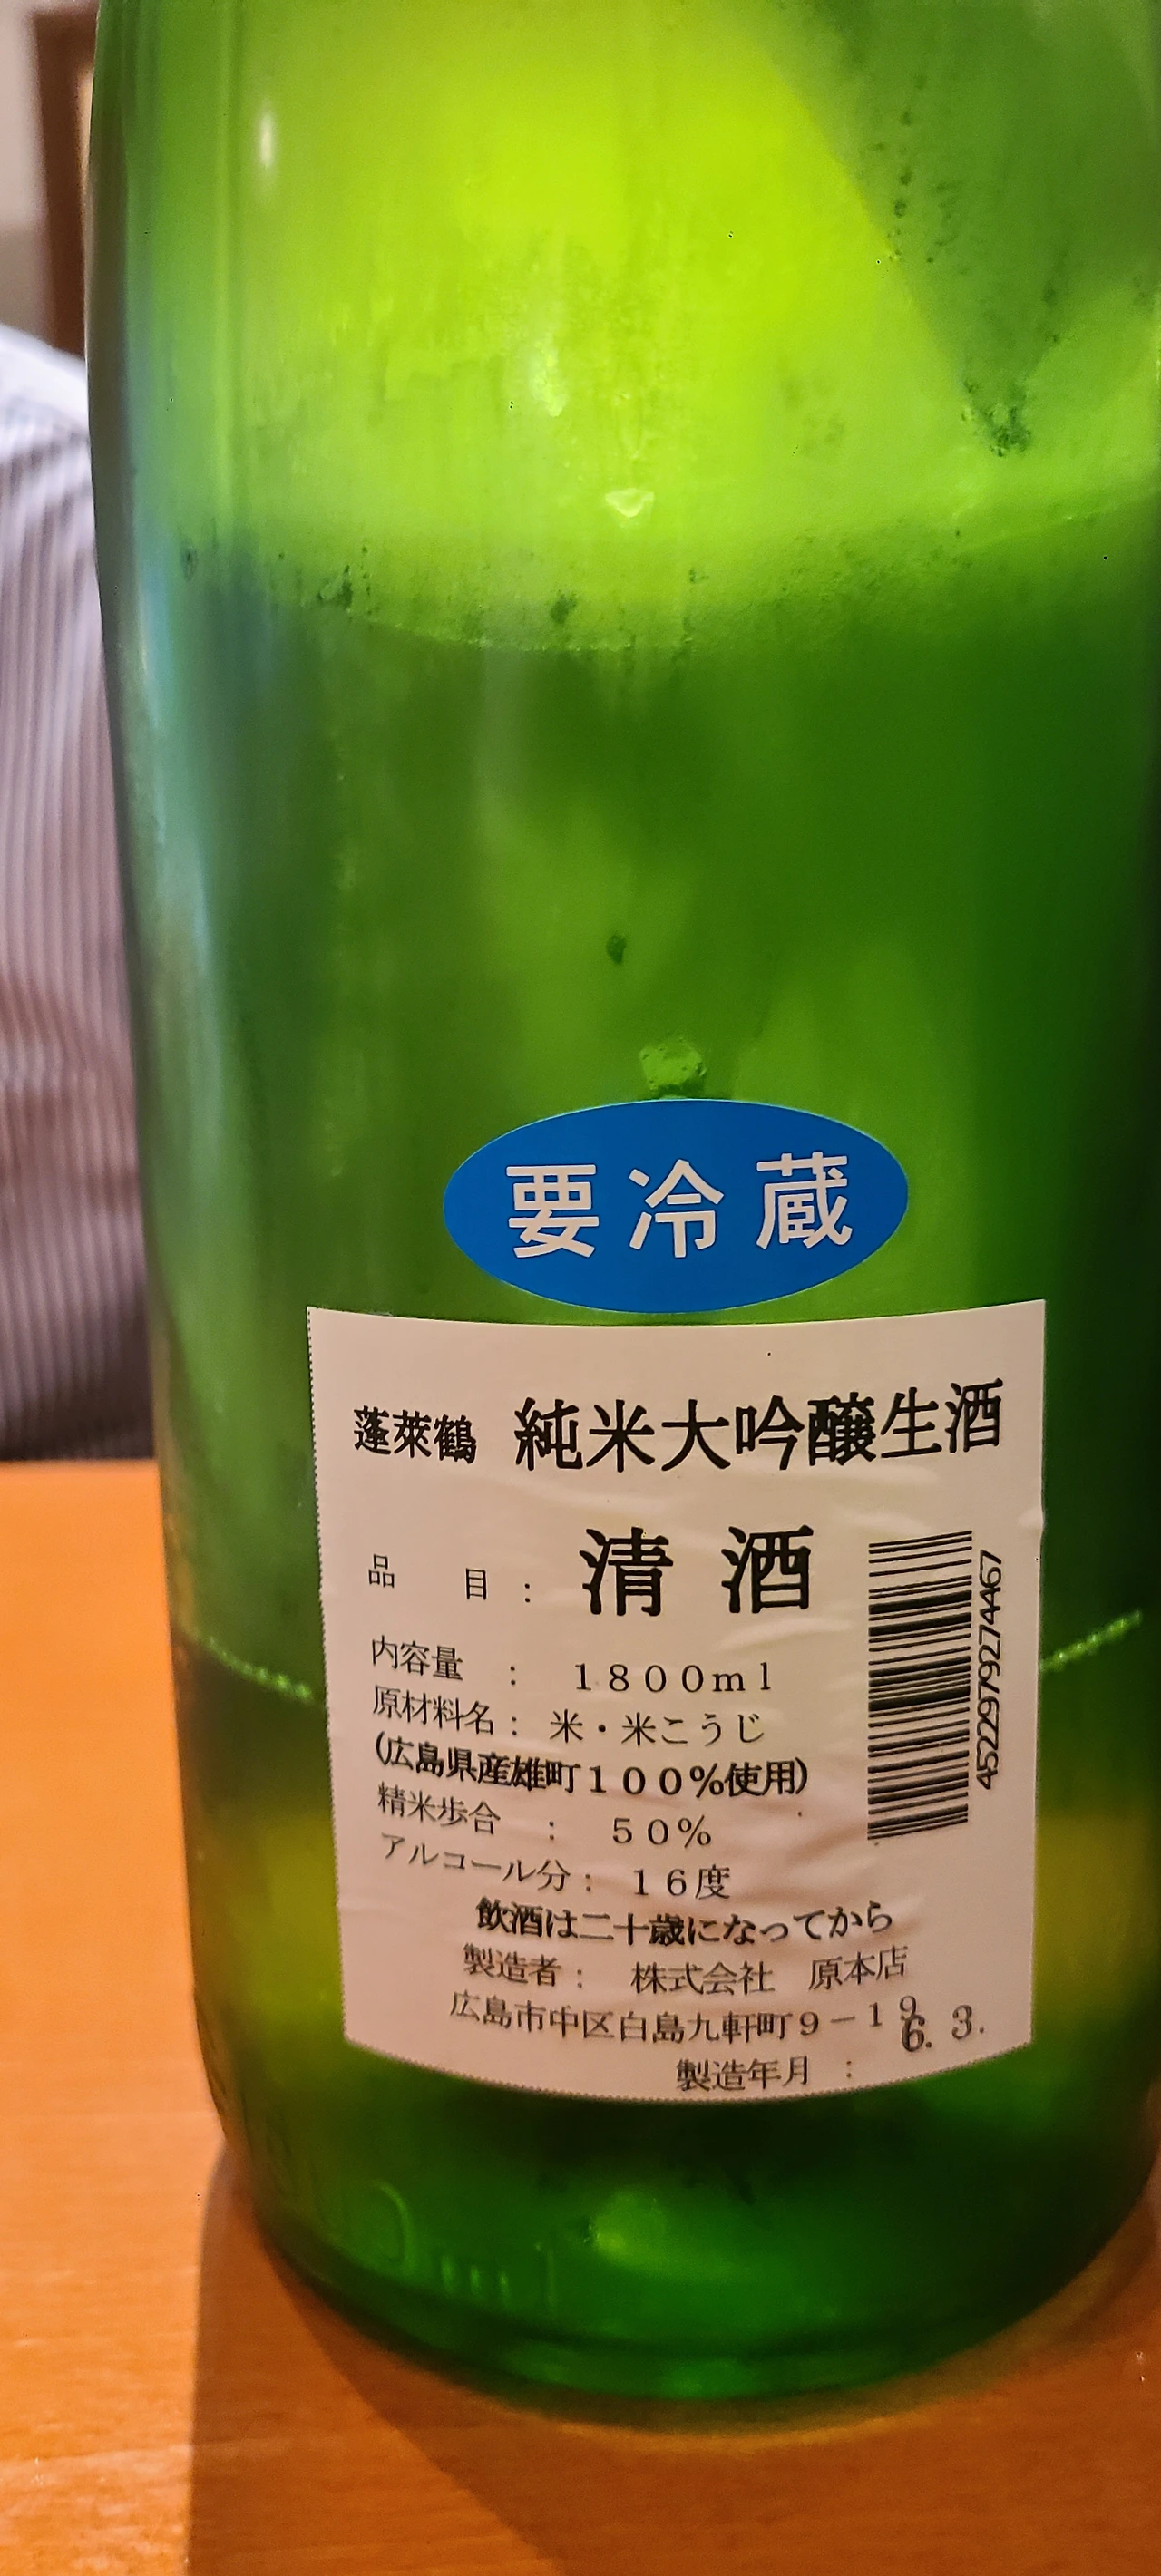 要冷蔵
蓬萊鶴 純米大吟醸生酒
品 目： 清 酒
内容量 ： 1800ml
原材料名： 米・米こうじ
(広島県産雄町100%使用)
精米歩合 ： 50%
アルコール分： 16度
飲酒は二十歳になってから
製造者： 株式会社 原本店
広島市中区白島九軒町9－19
製造年月 ： 6. 3.
4522979274467